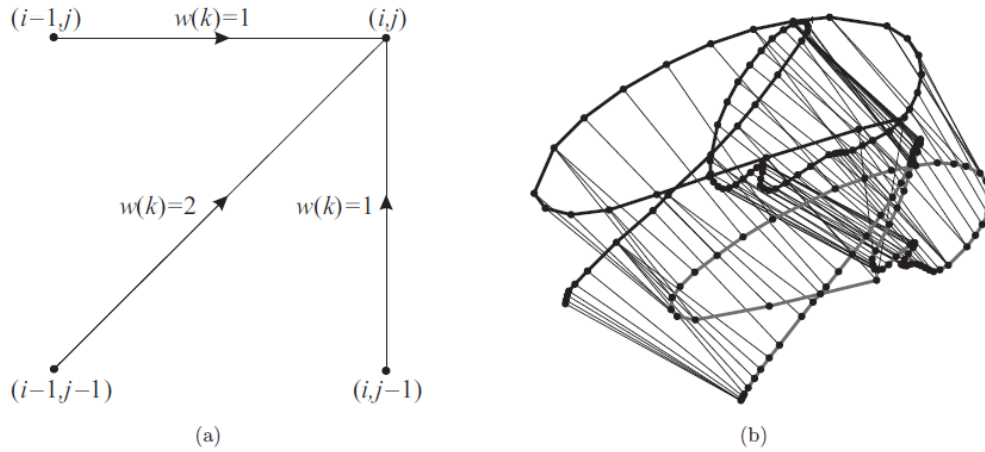 (i−1,j)
w(k)=1
(i,j)
w(k)=2
w(k)=1
(i−1,j−1)
(i,j−1)
(a)
(b)